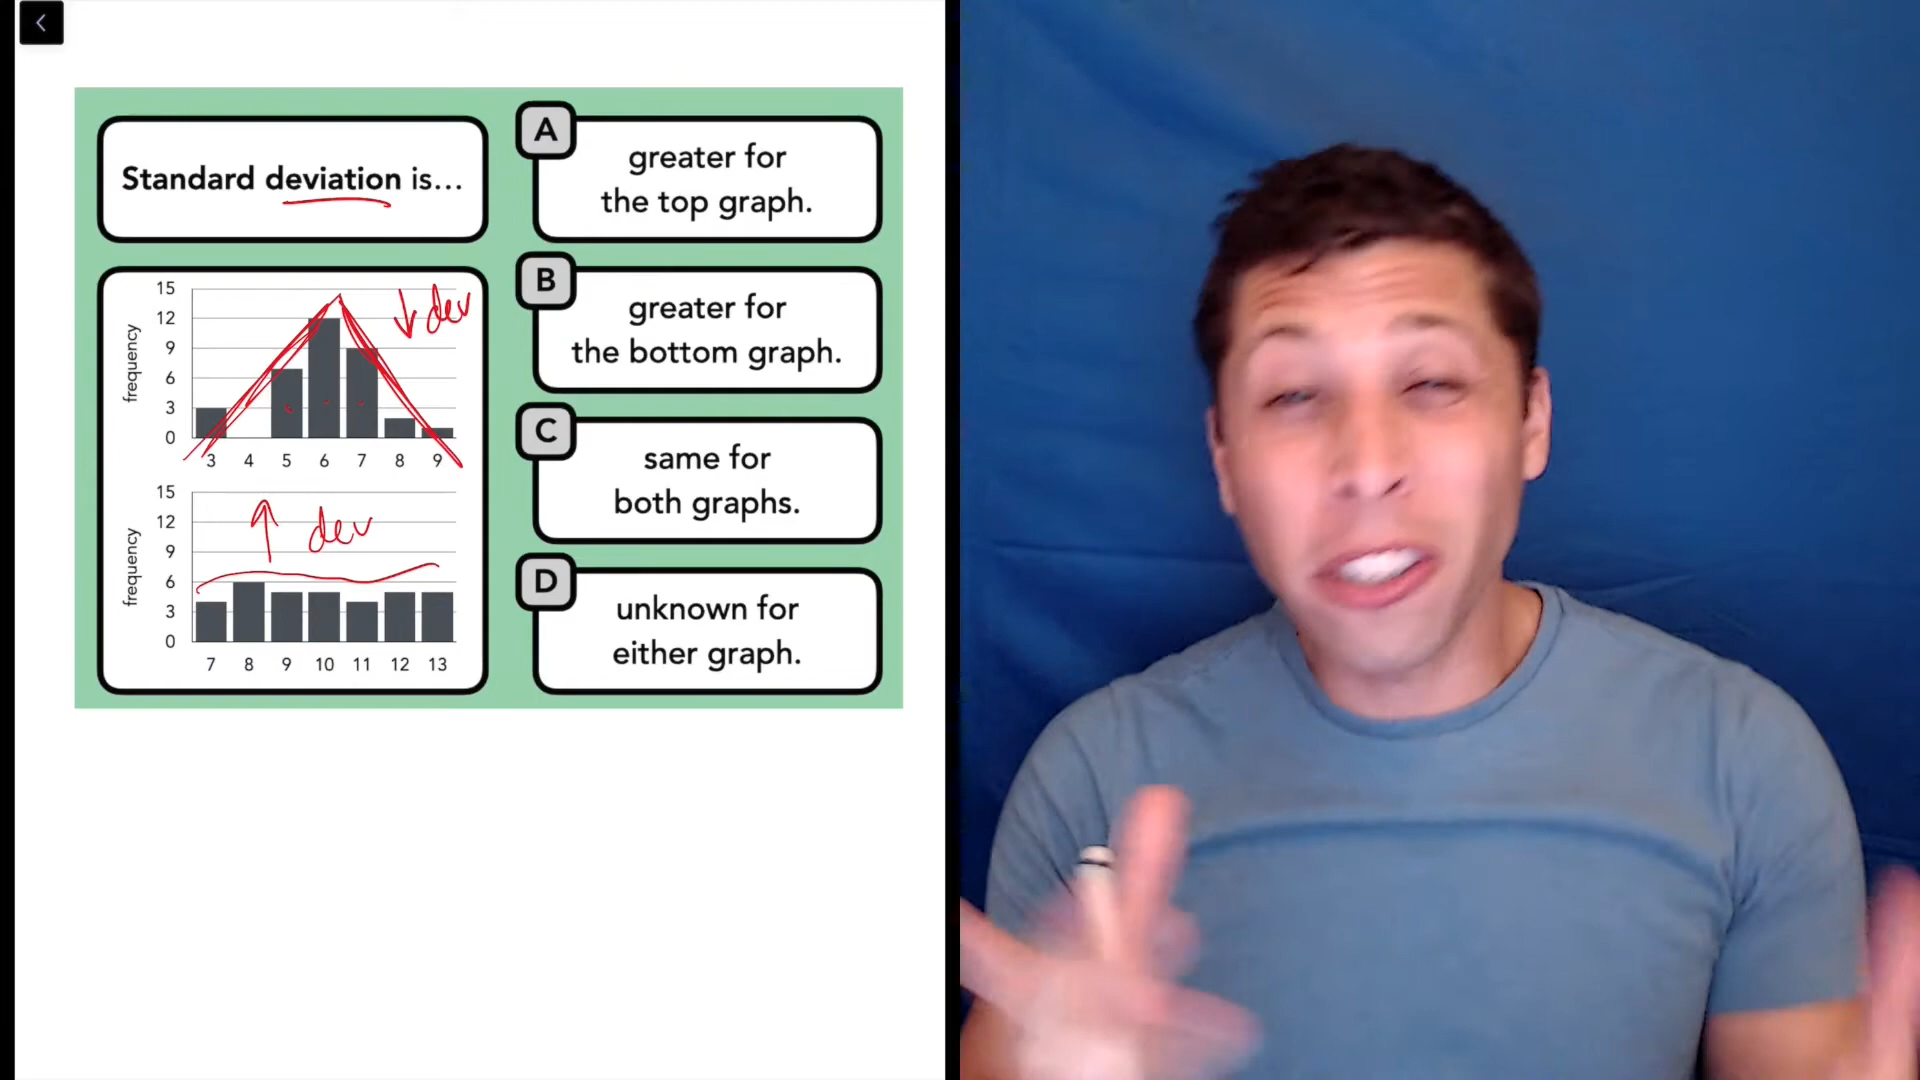 Standard deviation is...
A
greater for
the top graph.
B
greater for
the bottom graph.
C
same for
both graphs.
D
unknown for
either graph.
frequency
15
12
9
6
3
0
3 4 5 6 7 8 9
↓ dev
frequency
15
12
9
6
3
0
7 8 9 10 11 12 13
↑ dev